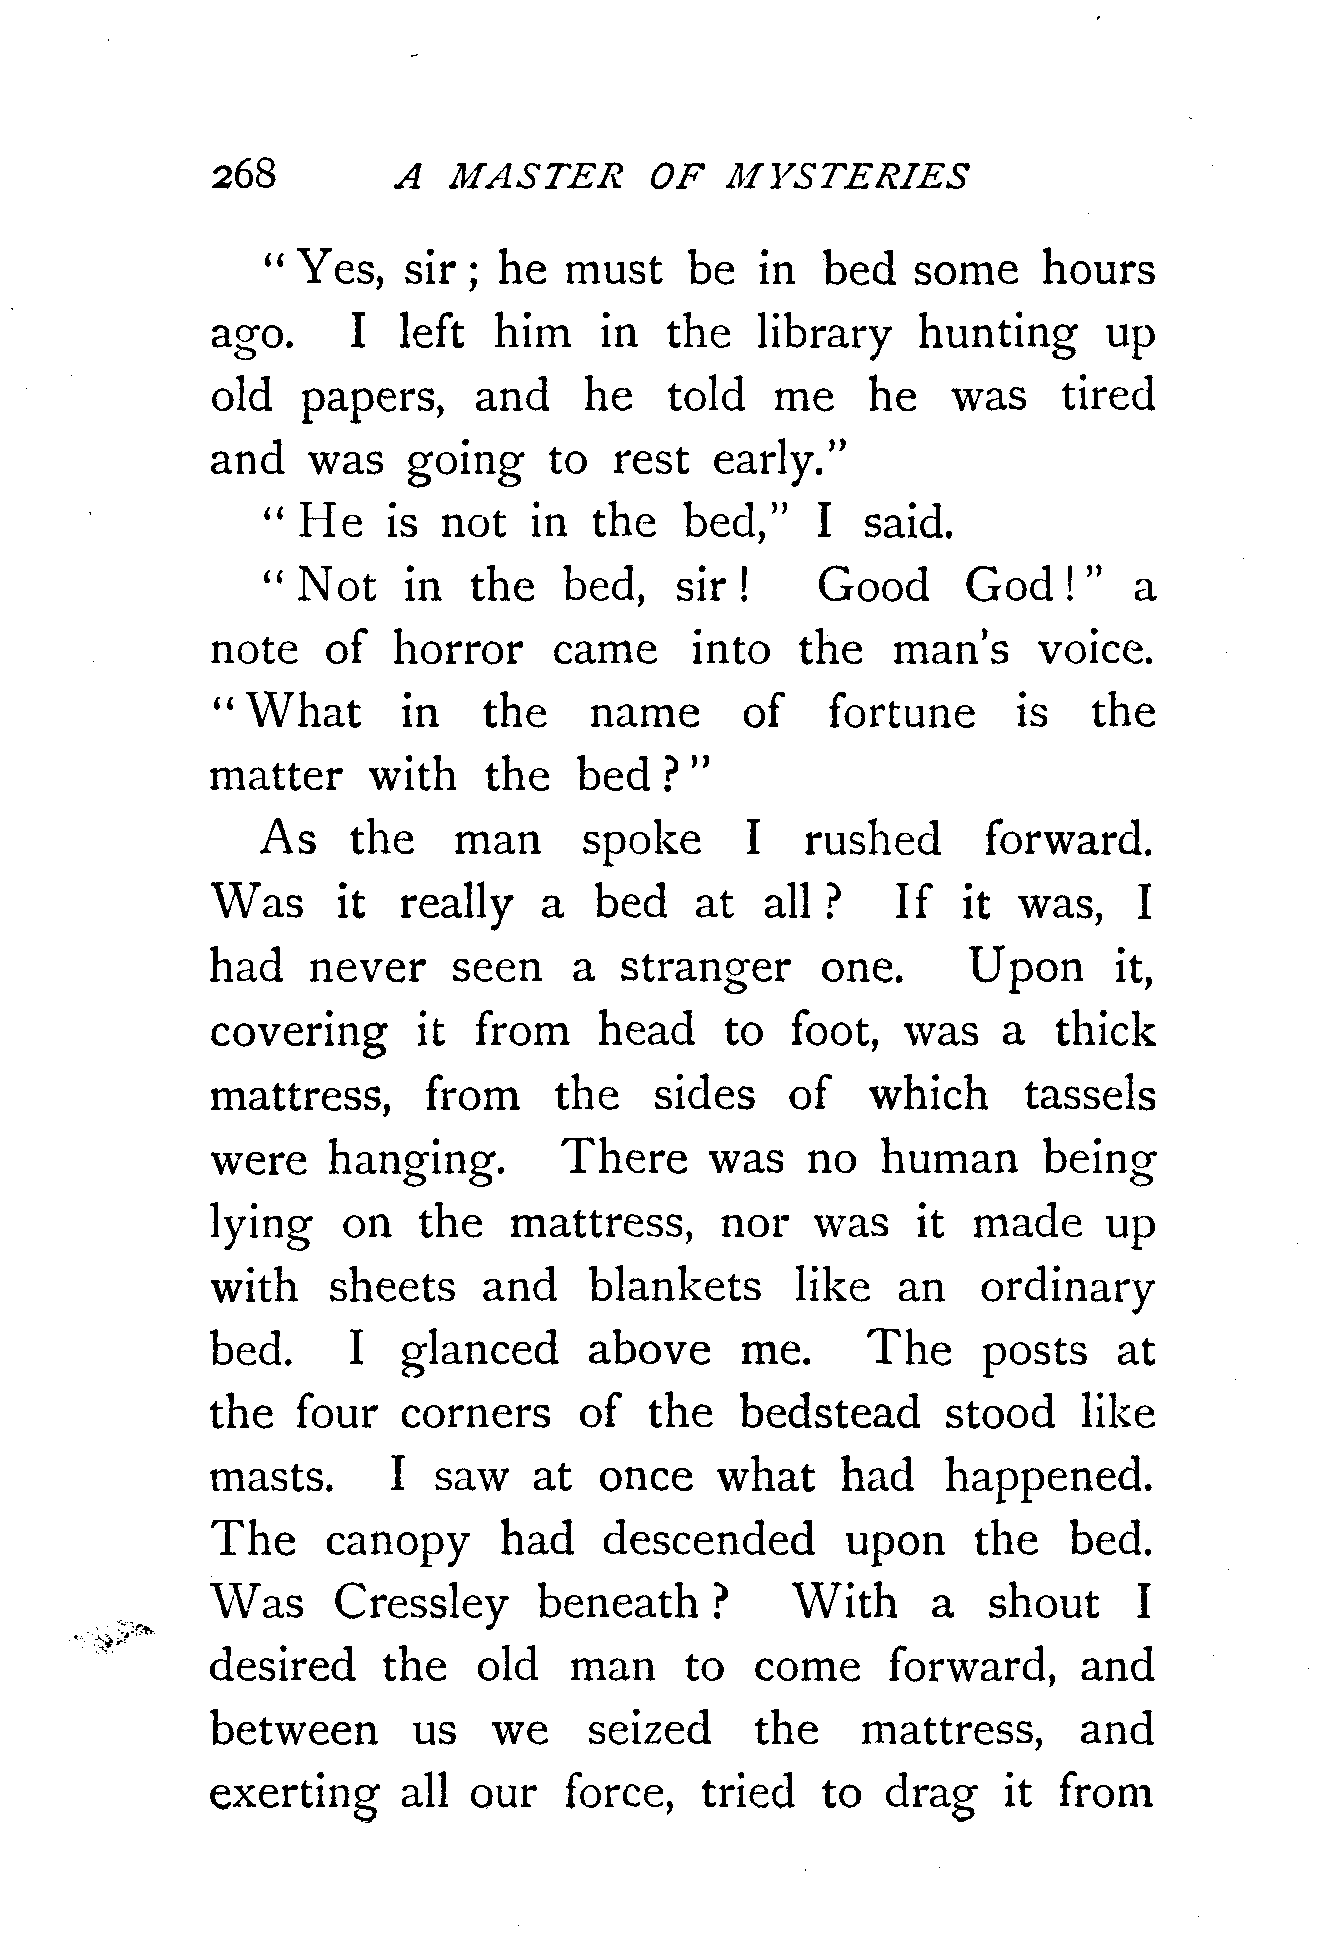 268 A MASTER OF MYSTERIES
" Yes, sir ; he must be in bed some hours
ago. I left him in the library hunting up
old papers, and he told me he was tired
and was going to rest early."
" He is not in the bed," I said.
" Not in the bed, sir ! Good God ! " a
note of horror came into the man's voice.
" What in the name of fortune is the
matter with the bed ? "
As the man spoke I rushed forward.
Was it really a bed at all ? If it was, I
had never seen a stranger one. Upon it,
covering it from head to foot, was a thick
mattress, from the sides of which tassels
were hanging. There was no human being
lying on the mattress, nor was it made up
with sheets and blankets like an ordinary
bed. I glanced above me. The posts at
the four corners of the bedstead stood like
masts. I saw at once what had happened.
The canopy had descended upon the bed.
Was Cressley beneath ? With a shout I
desired the old man to come forward, and
between us we seized the mattress, and
exerting all our force, tried to drag it from